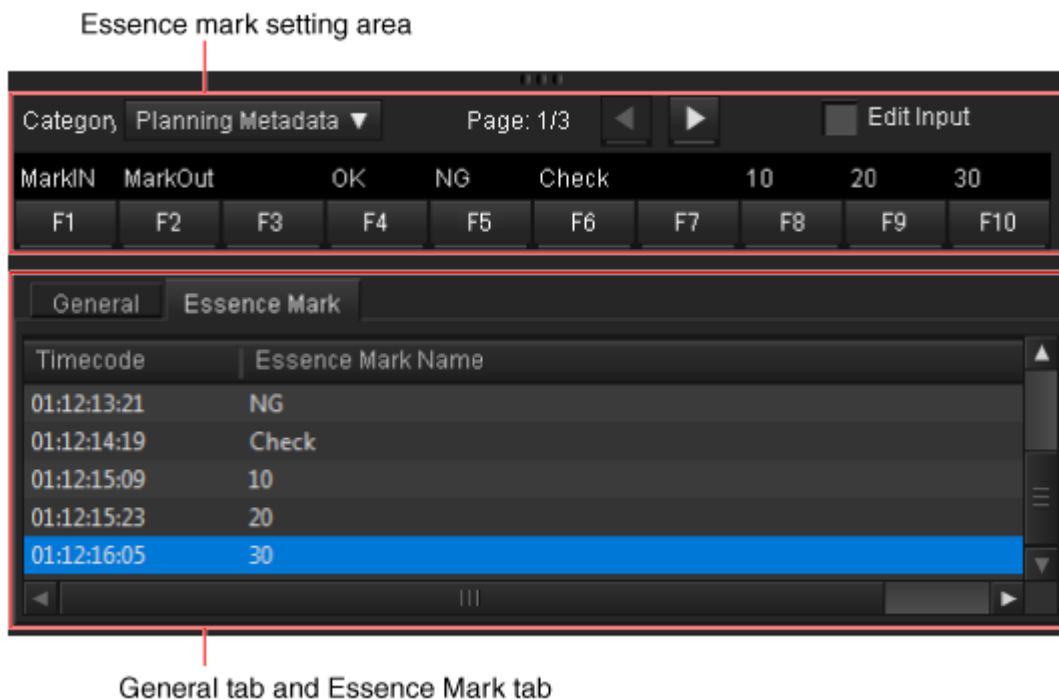 Essence mark setting area
Category Planning Metadata ▼ Page: 1/3 ◀ ▶ Edit Input
MarkIN MarkOut OK NG Check 10 20 30
F1 F2 F3 F4 F5 F6 F7 F8 F9 F10
General Essence Mark
Timecode Essence Mark Name
01:12:13:21 NG
01:12:14:19 Check
01:12:15:09 10
01:12:15:23 20
01:12:16:05 30
General tab and Essence Mark tab